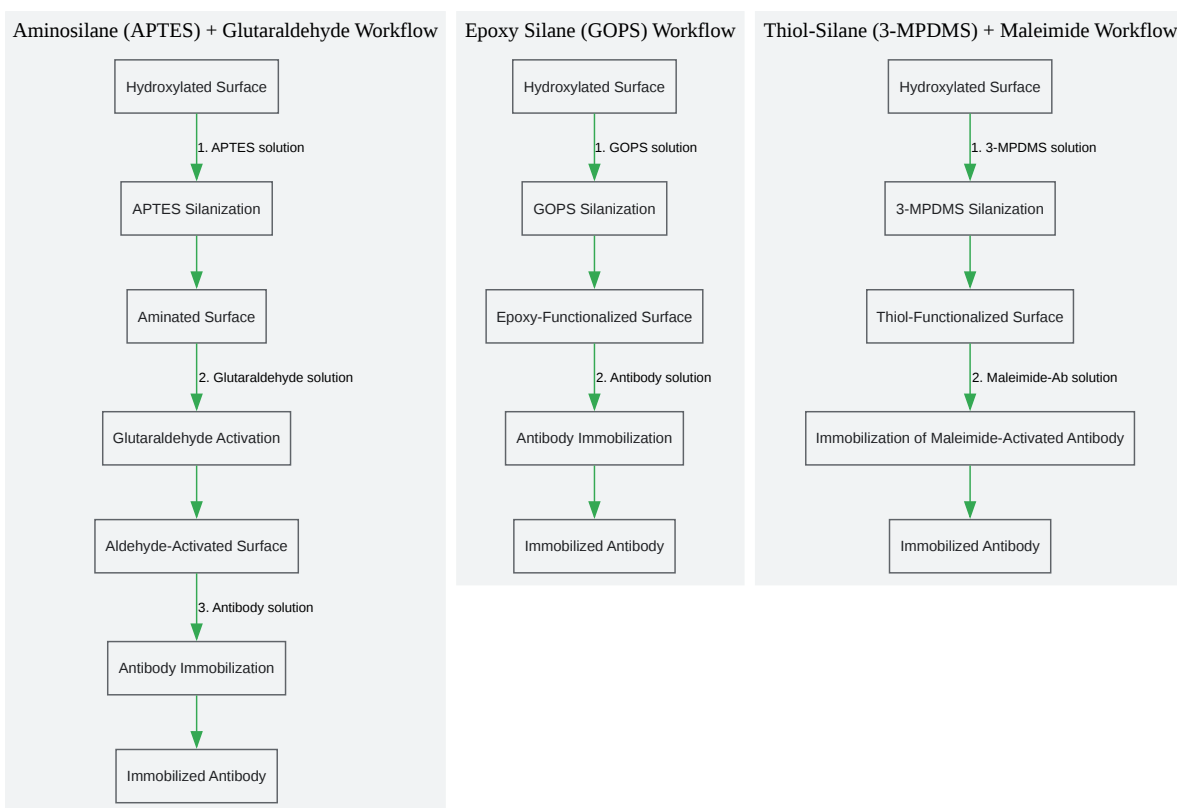 Aminosilane (APTES) + Glutaraldehyde Workflow
Hydroxylated Surface
1. APTES solution
APTES Silanization
Aminated Surface
2. Glutaraldehyde solution
Glutaraldehyde Activation
Aldehyde-Activated Surface
3. Antibody solution
Antibody Immobilization
Immobilized Antibody
Epoxy Silane (GOPS) Workflow
Hydroxylated Surface
1. GOPS solution
GOPS Silanization
Epoxy-Functionalized Surface
2. Antibody solution
Antibody Immobilization
Immobilized Antibody
Thiol-Silane (3-MPDMS) + Maleimide Workflow
Hydroxylated Surface
1. 3-MPDMS solution
3-MPDMS Silanization
Thiol-Functionalized Surface
2. Maleimide-Ab solution
Immobilization of Maleimide-Activated Antibody
Immobilized Antibody